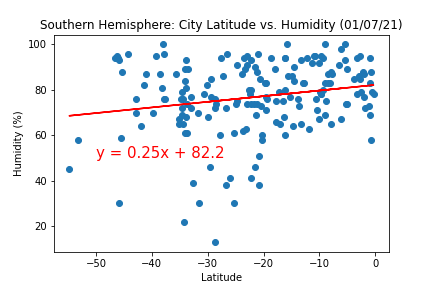 Southern Hemisphere: City Latitude vs. Humidity (01/07/21)
100
80
60
40
20
Humidity (%)
y = 0.25x + 82.2
−50
−40
−30
−20
−10
0
Latitude